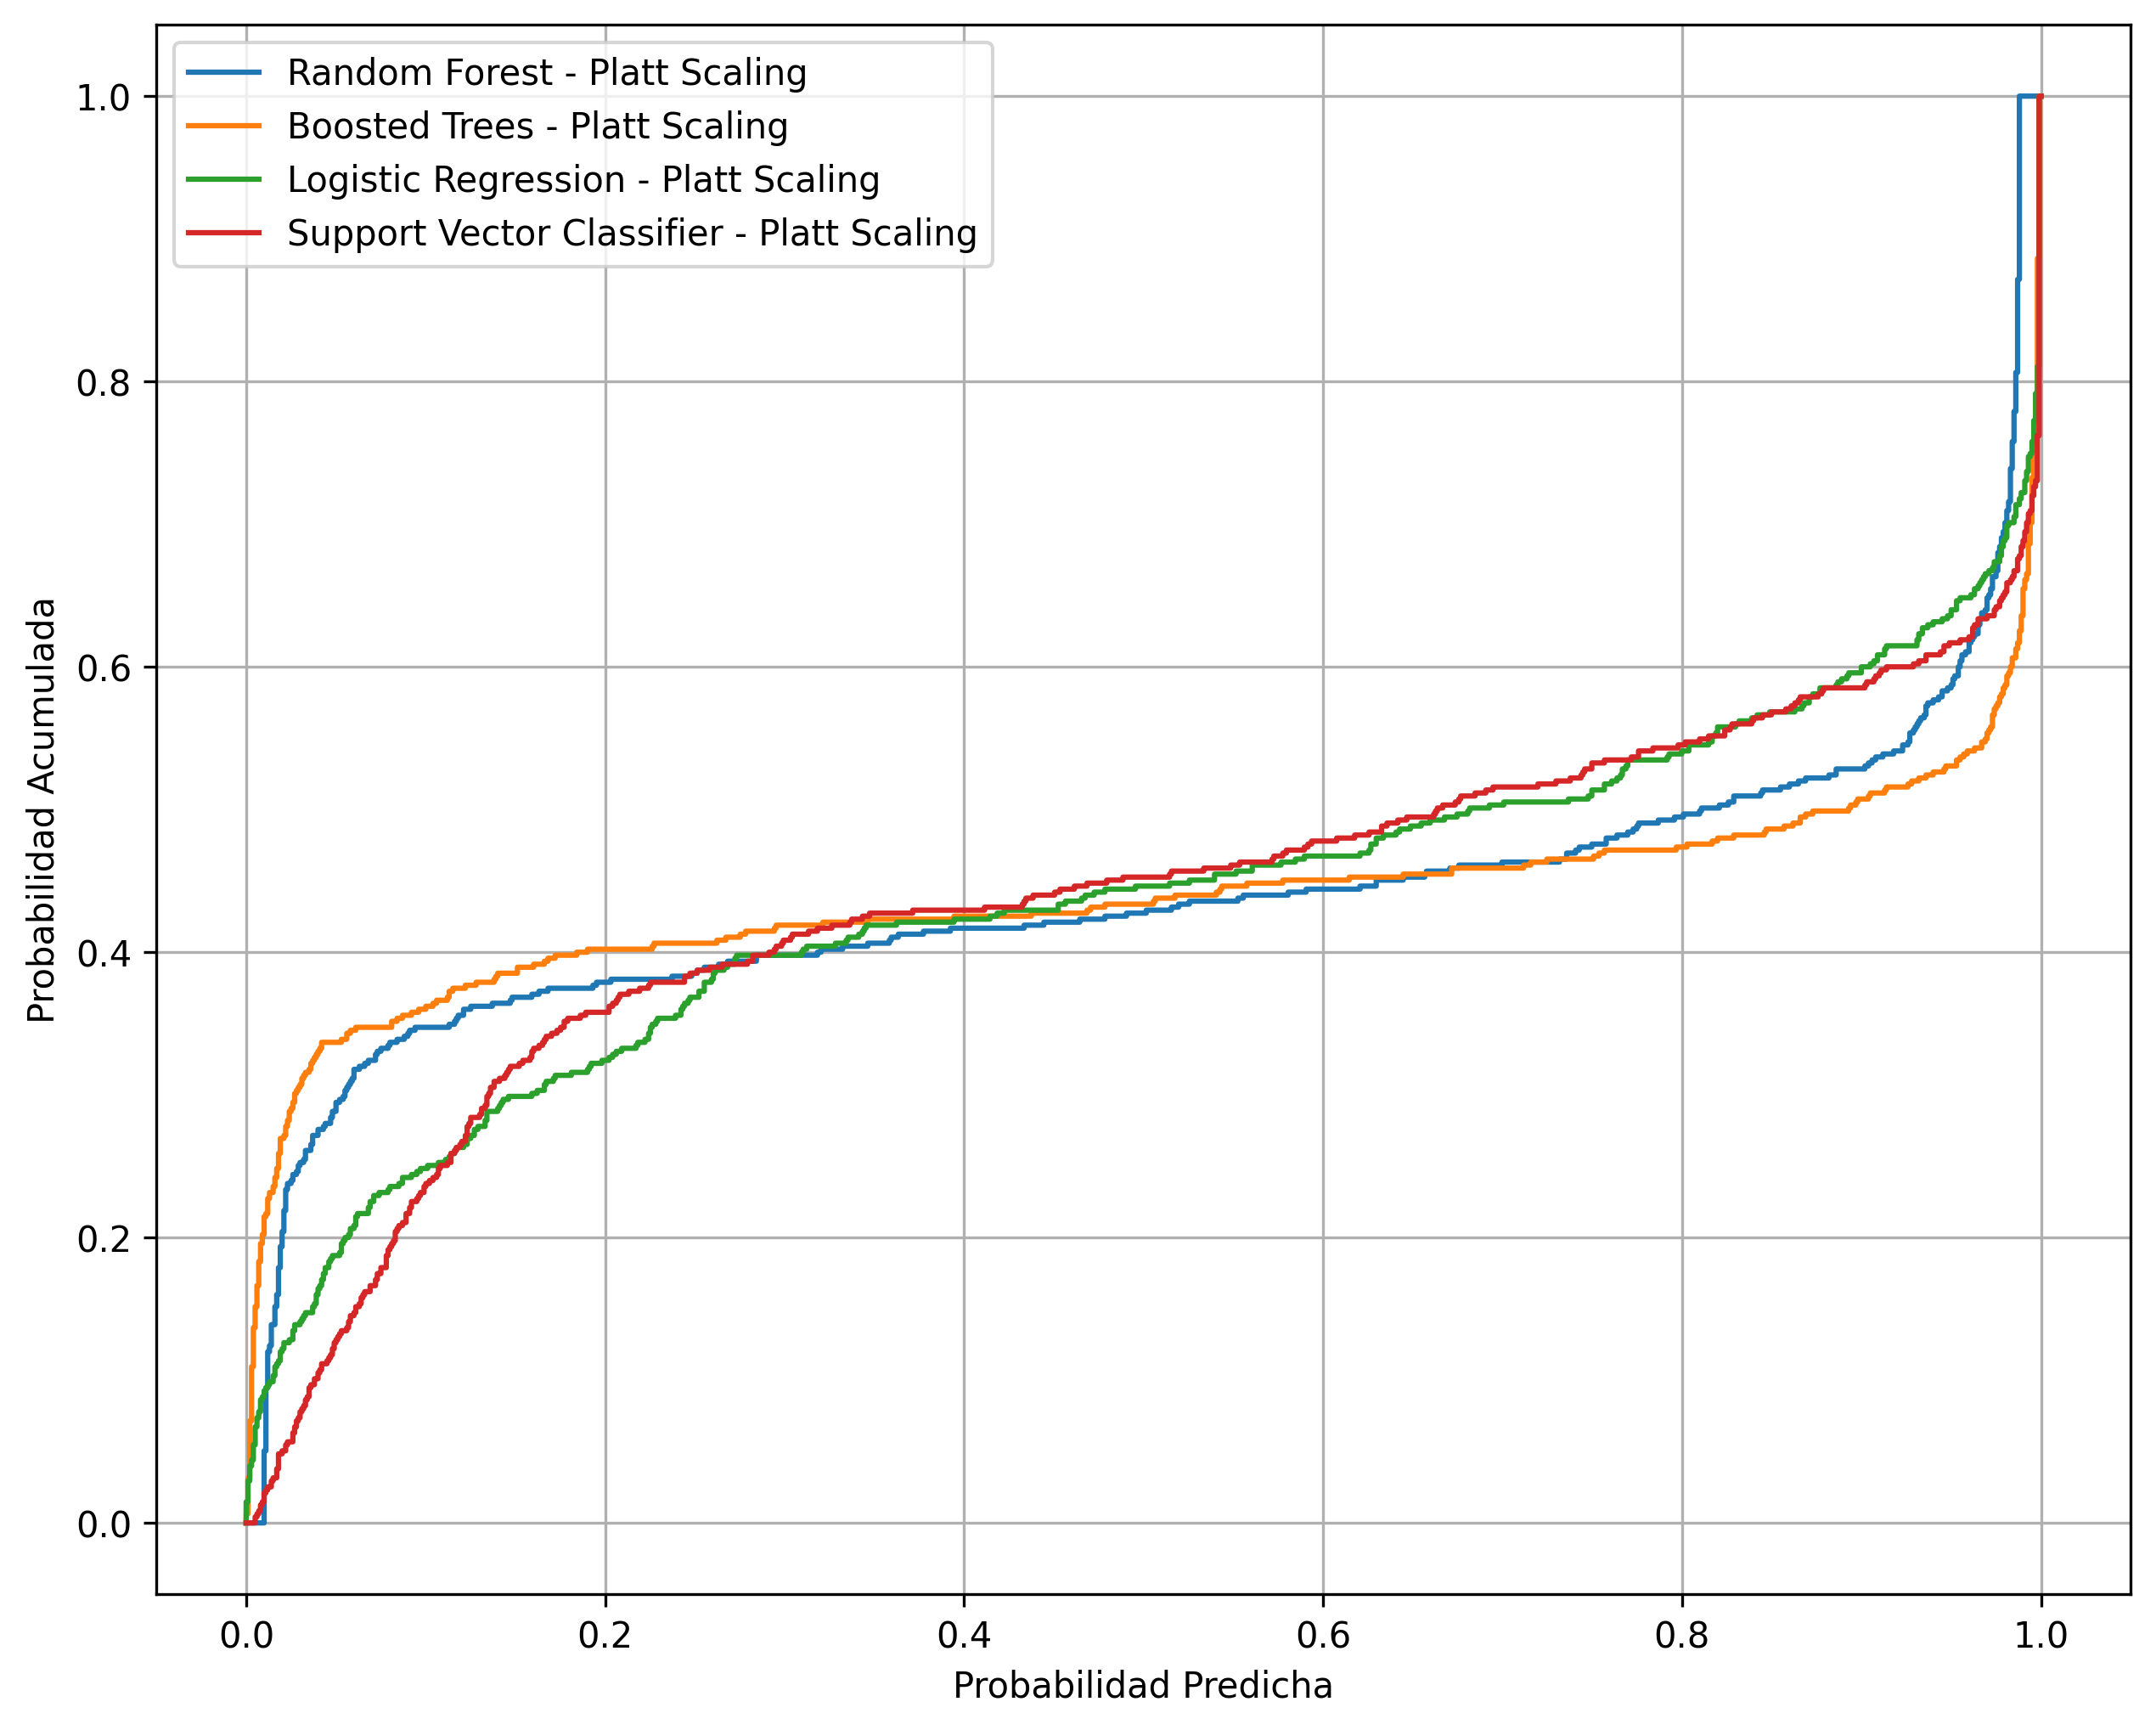 Random Forest - Platt Scaling
Boosted Trees - Platt Scaling
Logistic Regression - Platt Scaling
Support Vector Classifier - Platt Scaling
1.0
0.8
0.6
0.4
0.2
0.0
Probabilidad Acumulada
0.0 0.2 0.4 0.6 0.8 1.0
Probabilidad Predicha